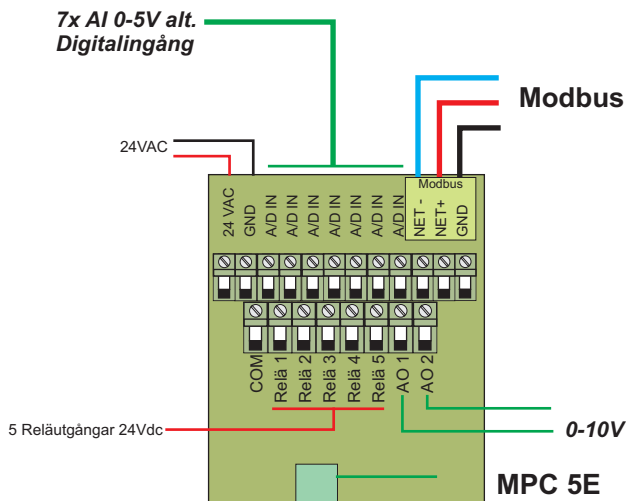 7x AI 0-5V alt.
Digitalingång
Modbus
24VAC
Modbus
24 VAC
GND
A/D IN
A/D IN
A/D IN
A/D IN
A/D IN
A/D IN
A/D IN
NET -
NET+
GND
COM
Relä 1
Relä 2
Relä 3
Relä 4
Relä 5
AO 1
AO 2
5 Reläutgångar 24Vdc
0-10V
MPC 5E